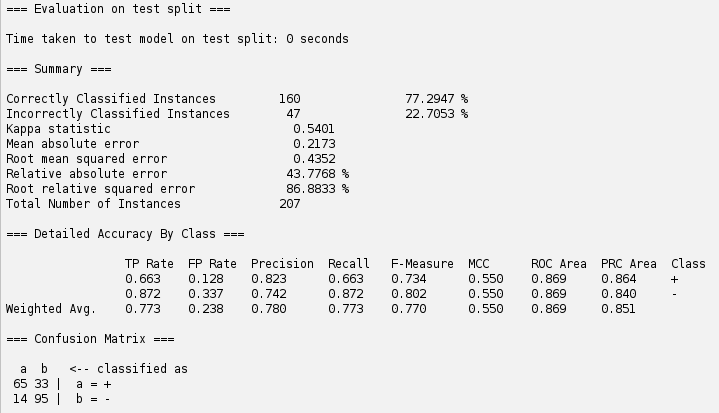 === Evaluation on test split ===
Time taken to test model on test split: 0 seconds
=== Summary ===
Correctly Classified Instances 160 77.2947 %
Incorrectly Classified Instances 47 22.7053 %
Kappa statistic 0.5401
Mean absolute error 0.2173
Root mean squared error 0.4352
Relative absolute error 43.7768 %
Root relative squared error 86.8833 %
Total Number of Instances 207
=== Detailed Accuracy By Class ===
TP Rate FP Rate Precision Recall F-Measure MCC ROC Area PRC Area Class
0.663 0.128 0.823 0.663 0.734 0.550 0.869 0.864 +
0.872 0.337 0.742 0.872 0.802 0.550 0.869 0.840 -
Weighted Avg. 0.773 0.238 0.780 0.773 0.770 0.550 0.869 0.851
=== Confusion Matrix ===
a b <-- classified as
65 33 | a = +
14 95 | b = -